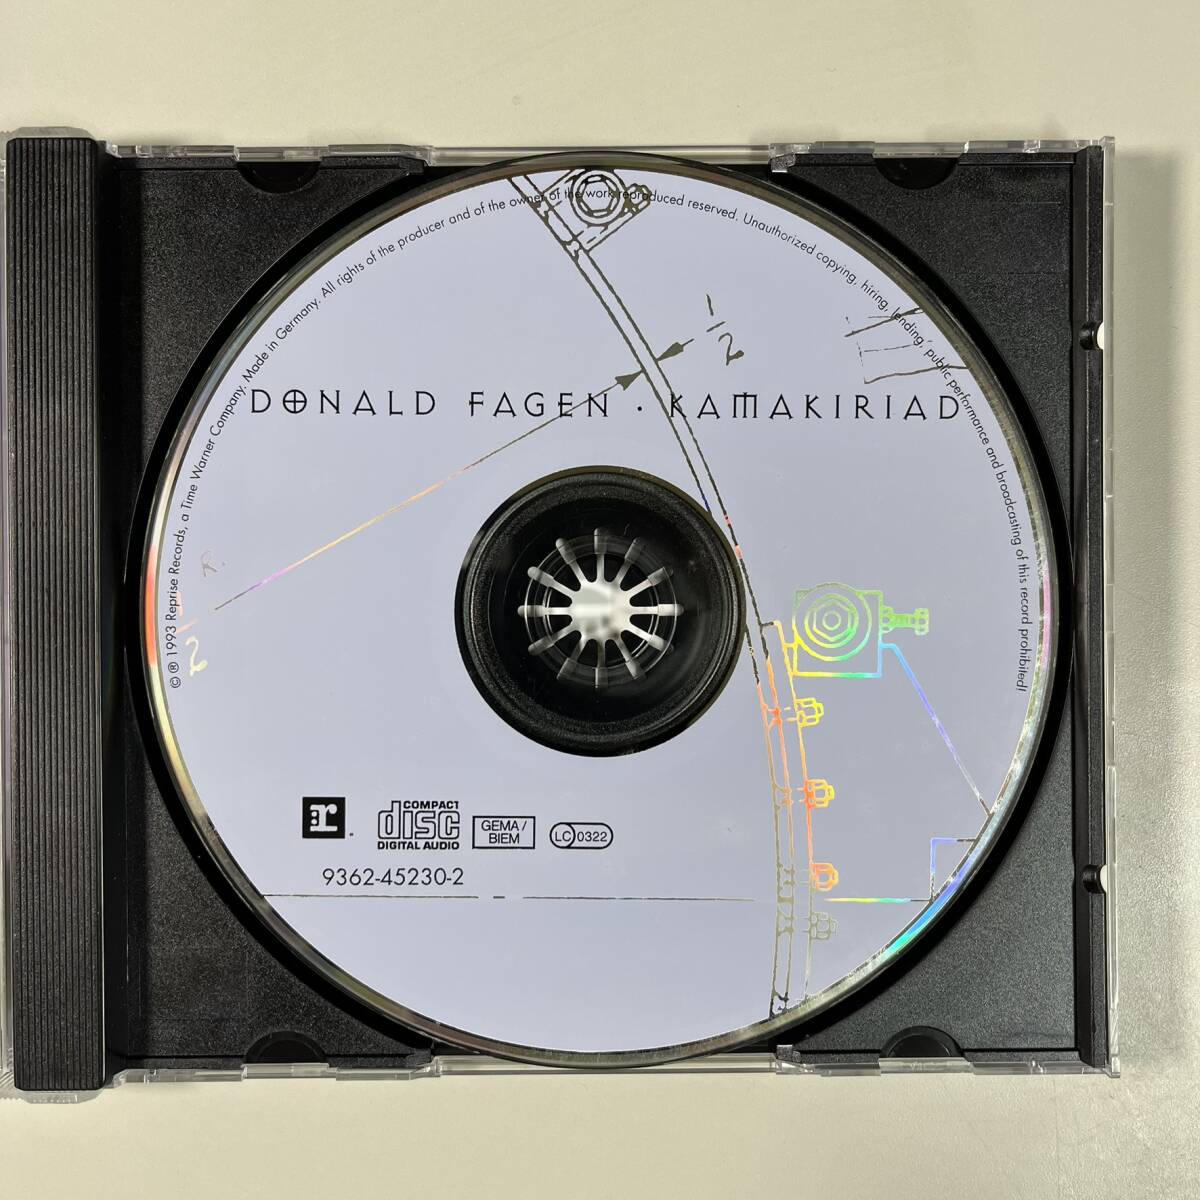 © ℗ 1993 Reprise Records, a Time Warner Company. Made in Germany. All rights of the producer and of the owner of the work reproduced reserved. Unauthorized copying, hiring, lending, public performance and broadcasting of this record prohibited!
1/2
DONALD FAGEN · KAMAKIRIAD
R.
2
r
COMPACT
disc
DIGITAL AUDIO
GEMA/
BIEM
LC 0322
9362-45230-2